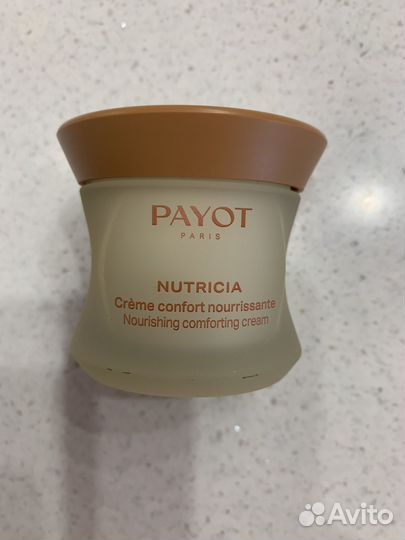 PAYOT
PARIS
NUTRICIA
Crème confort nourrissante
Nourishing comforting cream
Avito